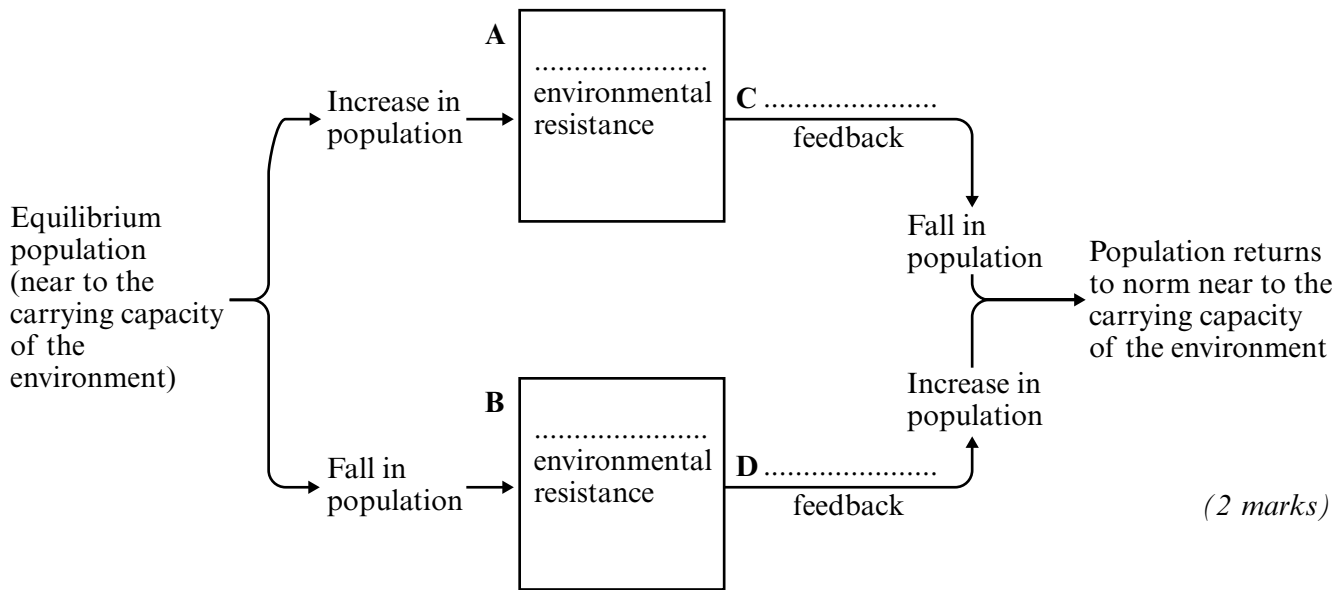 Equilibrium
population
(near to the
carrying capacity
of the
environment)
Increase in
population
A
......................
environmental
resistance
C ......................
feedback
Fall in
population
Fall in
population
B
......................
environmental
resistance
D ......................
feedback
Increase in
population
Population returns
to norm near to the
carrying capacity
of the environment
(2 marks)